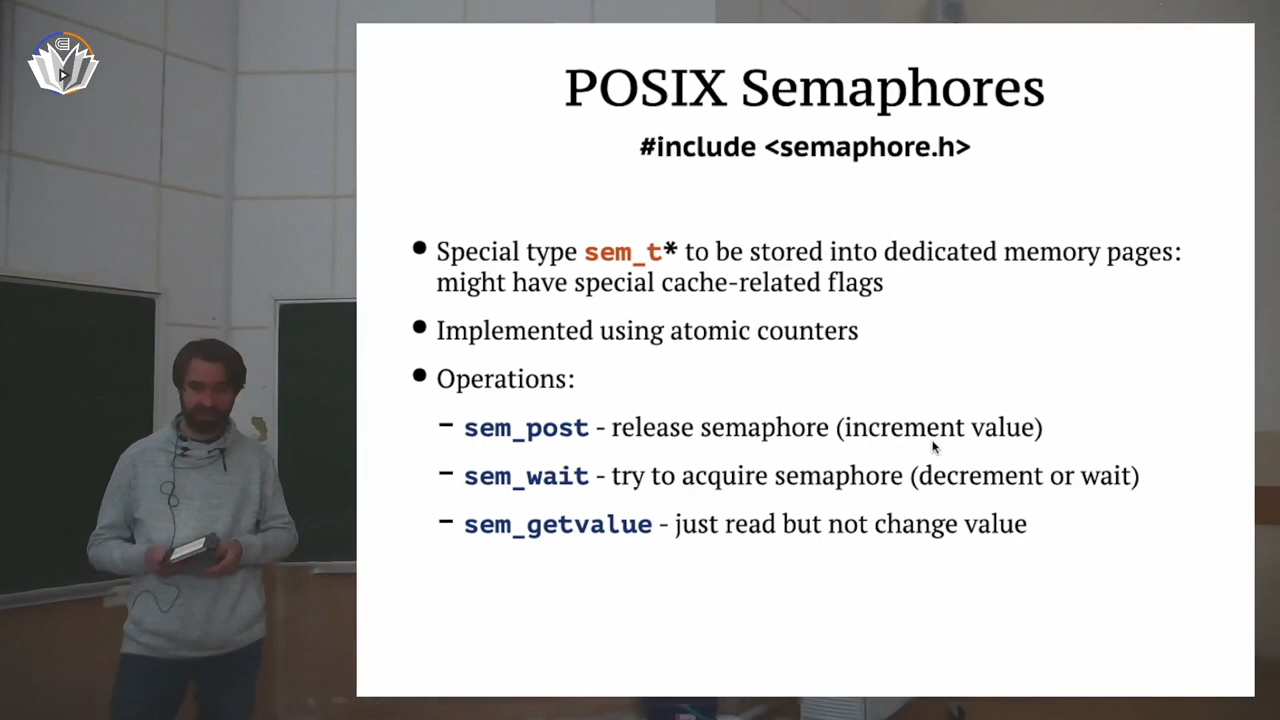 POSIX Semaphores
#include <semaphore.h>
● Special type sem_t* to be stored into dedicated memory pages:
might have special cache-related flags
● Implemented using atomic counters
● Operations:
– sem_post - release semaphore (increment value)
– sem_wait - try to acquire semaphore (decrement or wait)
– sem_getvalue - just read but not change value